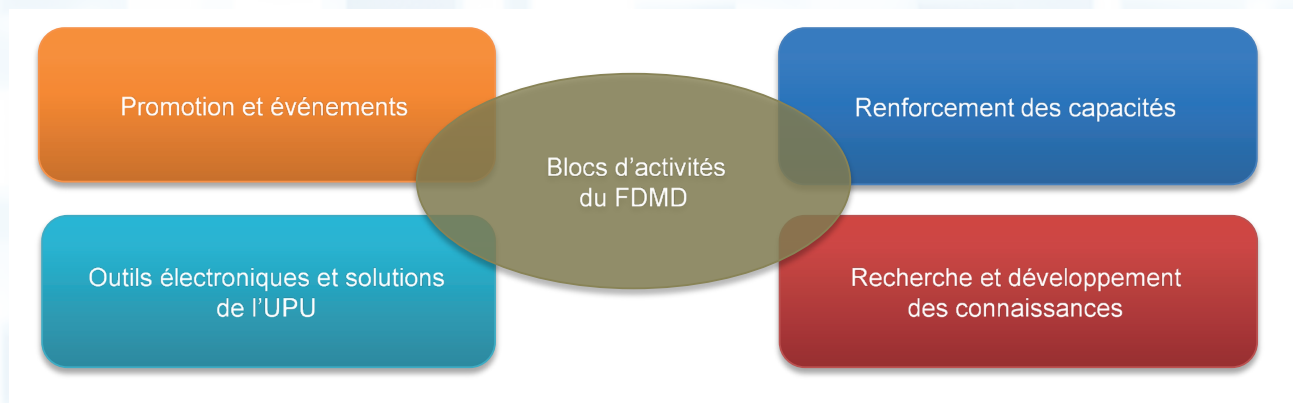 Promotion et événements
Renforcement des capacités
Blocs d'activités
du FDMD
Outils électroniques et solutions
de l'UPU
Recherche et développement
des connaissances